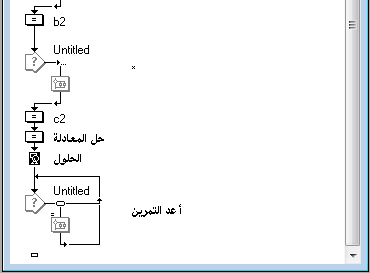 b2
Untitled
c2
حل المعادلة
الحلول
Untitled
أعد التمرين